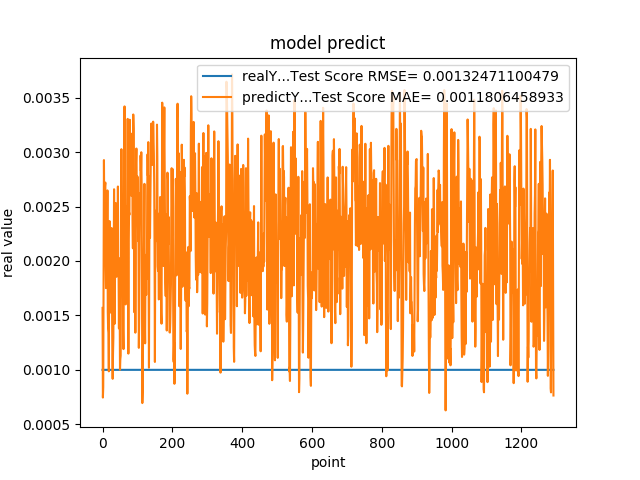 model predict
realY...Test Score RMSE= 0.00132471100479
predictY...Test Score MAE= 0.0011806458933
0.0035
0.0030
0.0025
0.0020
0.0015
0.0010
0.0005
real value
0 200 400 600 800 1000 1200
point